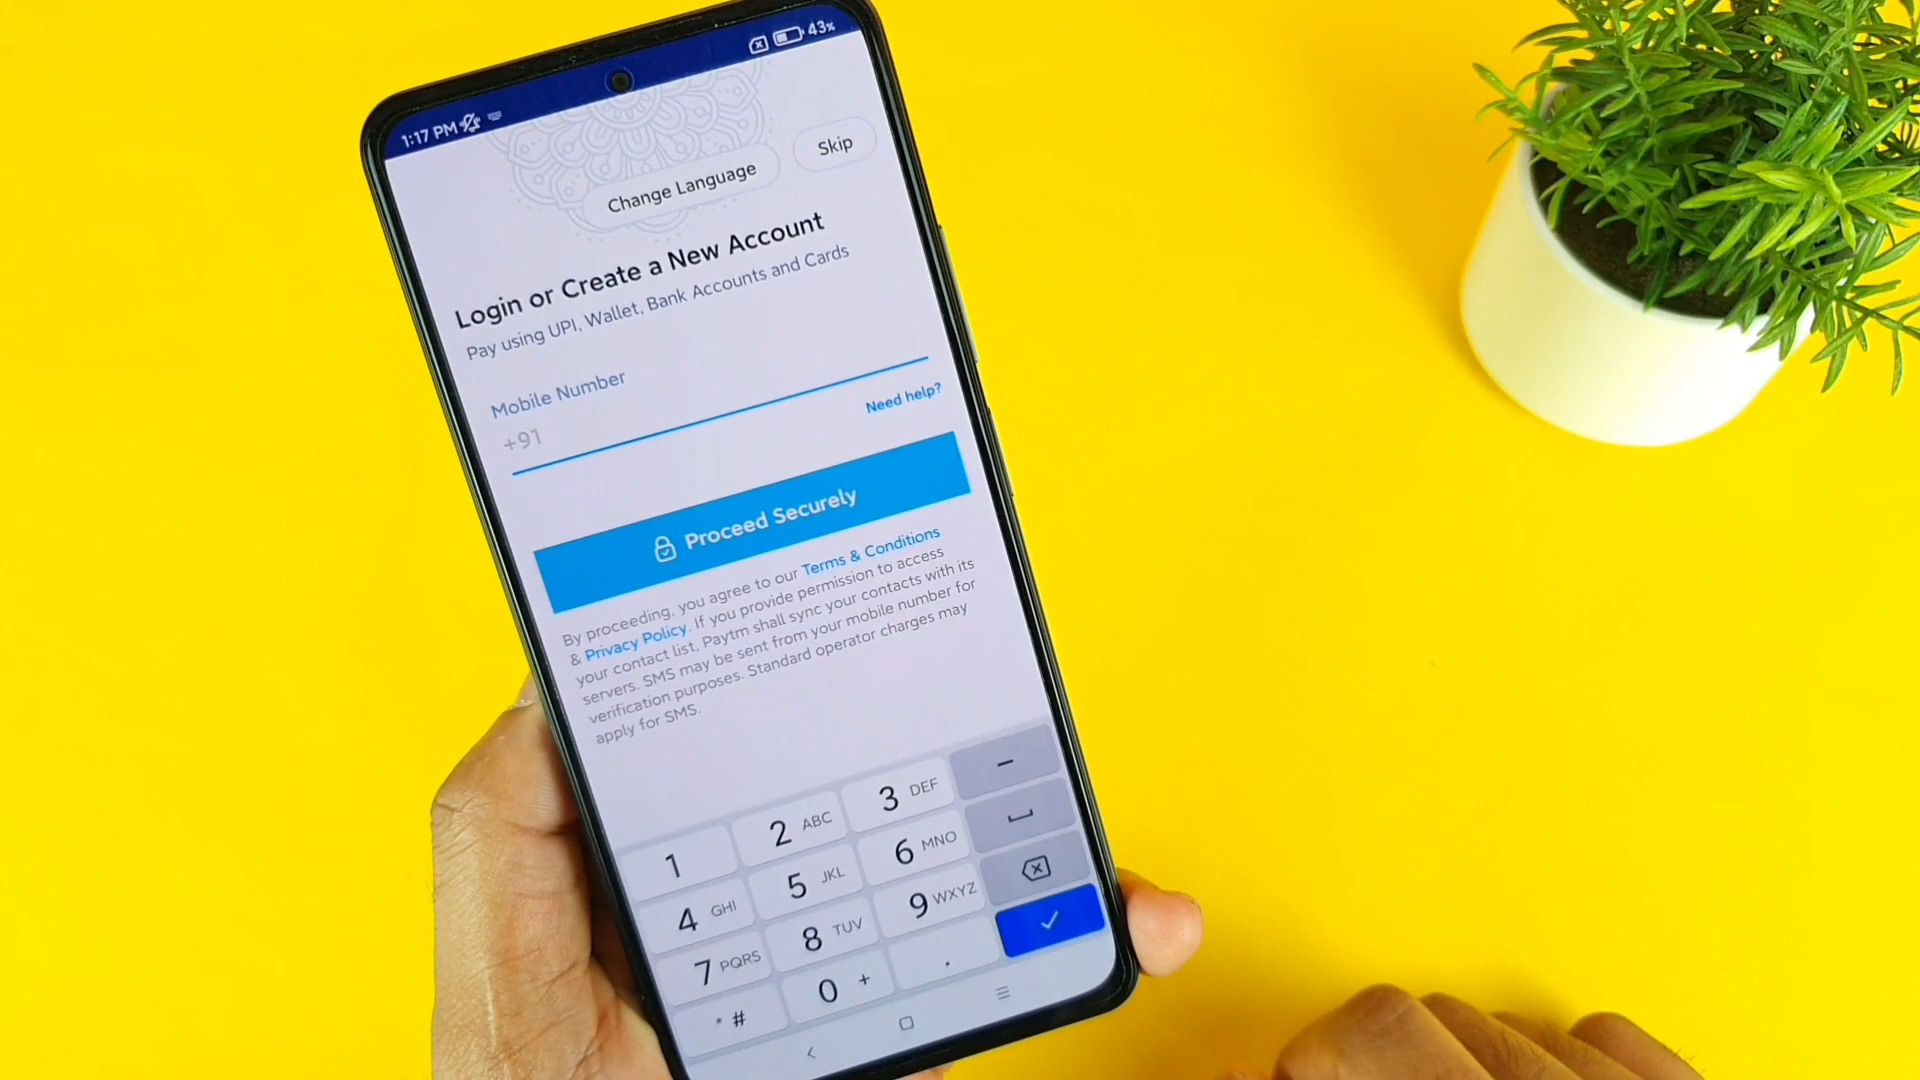 1:17 PM
43%
Change Language
Skip
Login or Create a New Account
Pay using UPI, Wallet, Bank Accounts and Cards
Mobile Number
+91
Need help?
Proceed Securely
By proceeding, you agree to our Terms & Conditions
& Privacy Policy. If you provide permission to access
your contact list, Paytm shall sync your contacts with its
servers. SMS may be sent from your mobile number for
verification purposes. Standard operator charges may
apply for SMS.
1 2 ABC 3 DEF -
4 GHI 5 JKL 6 MNO
7 PQRS 8 TUV 9 WXYZ
* # 0 + .